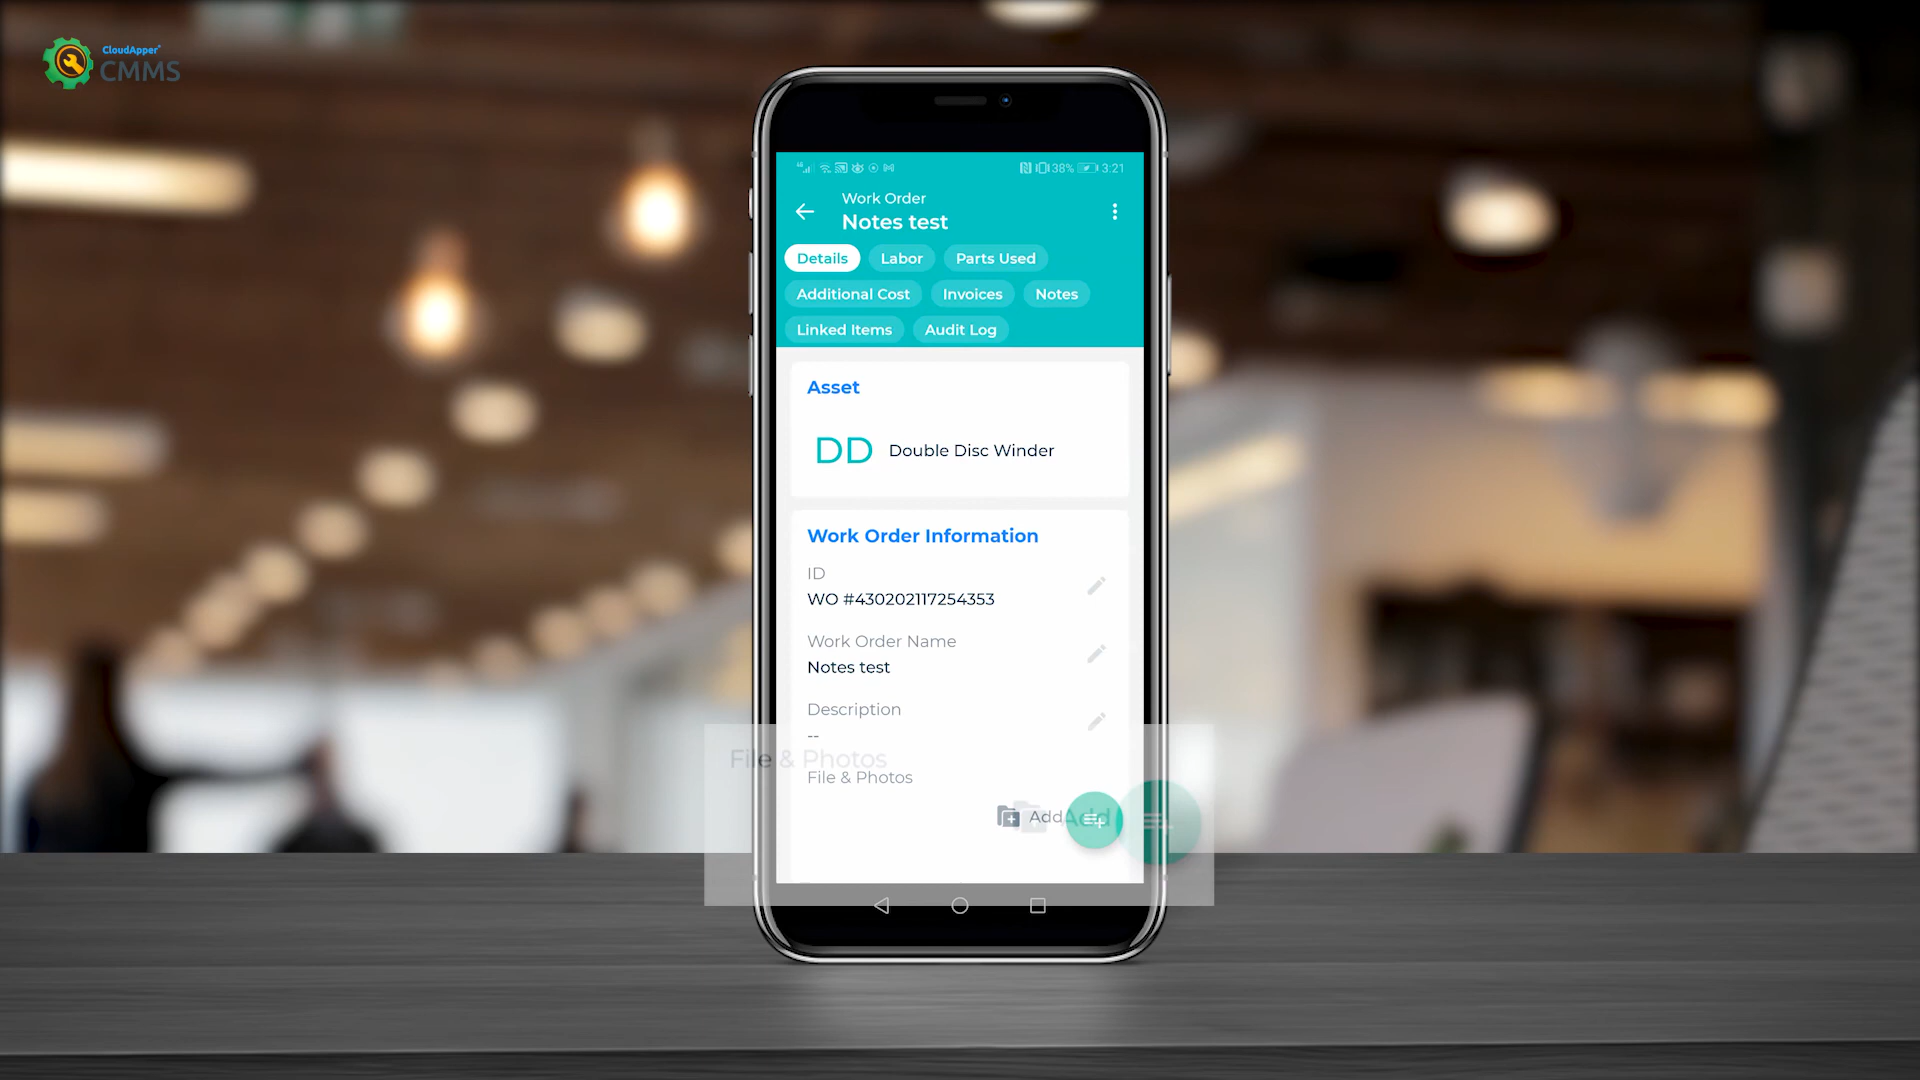 CloudApper
CMMS
38% 3:21
Work Order
Notes test
Details Labor Parts Used
Additional Cost Invoices Notes
Linked Items Audit Log
Asset
DD Double Disc Winder
Work Order Information
ID
WO #430202117254353
Work Order Name
Notes test
Description
--
File & Photos
File & Photos
Add Add